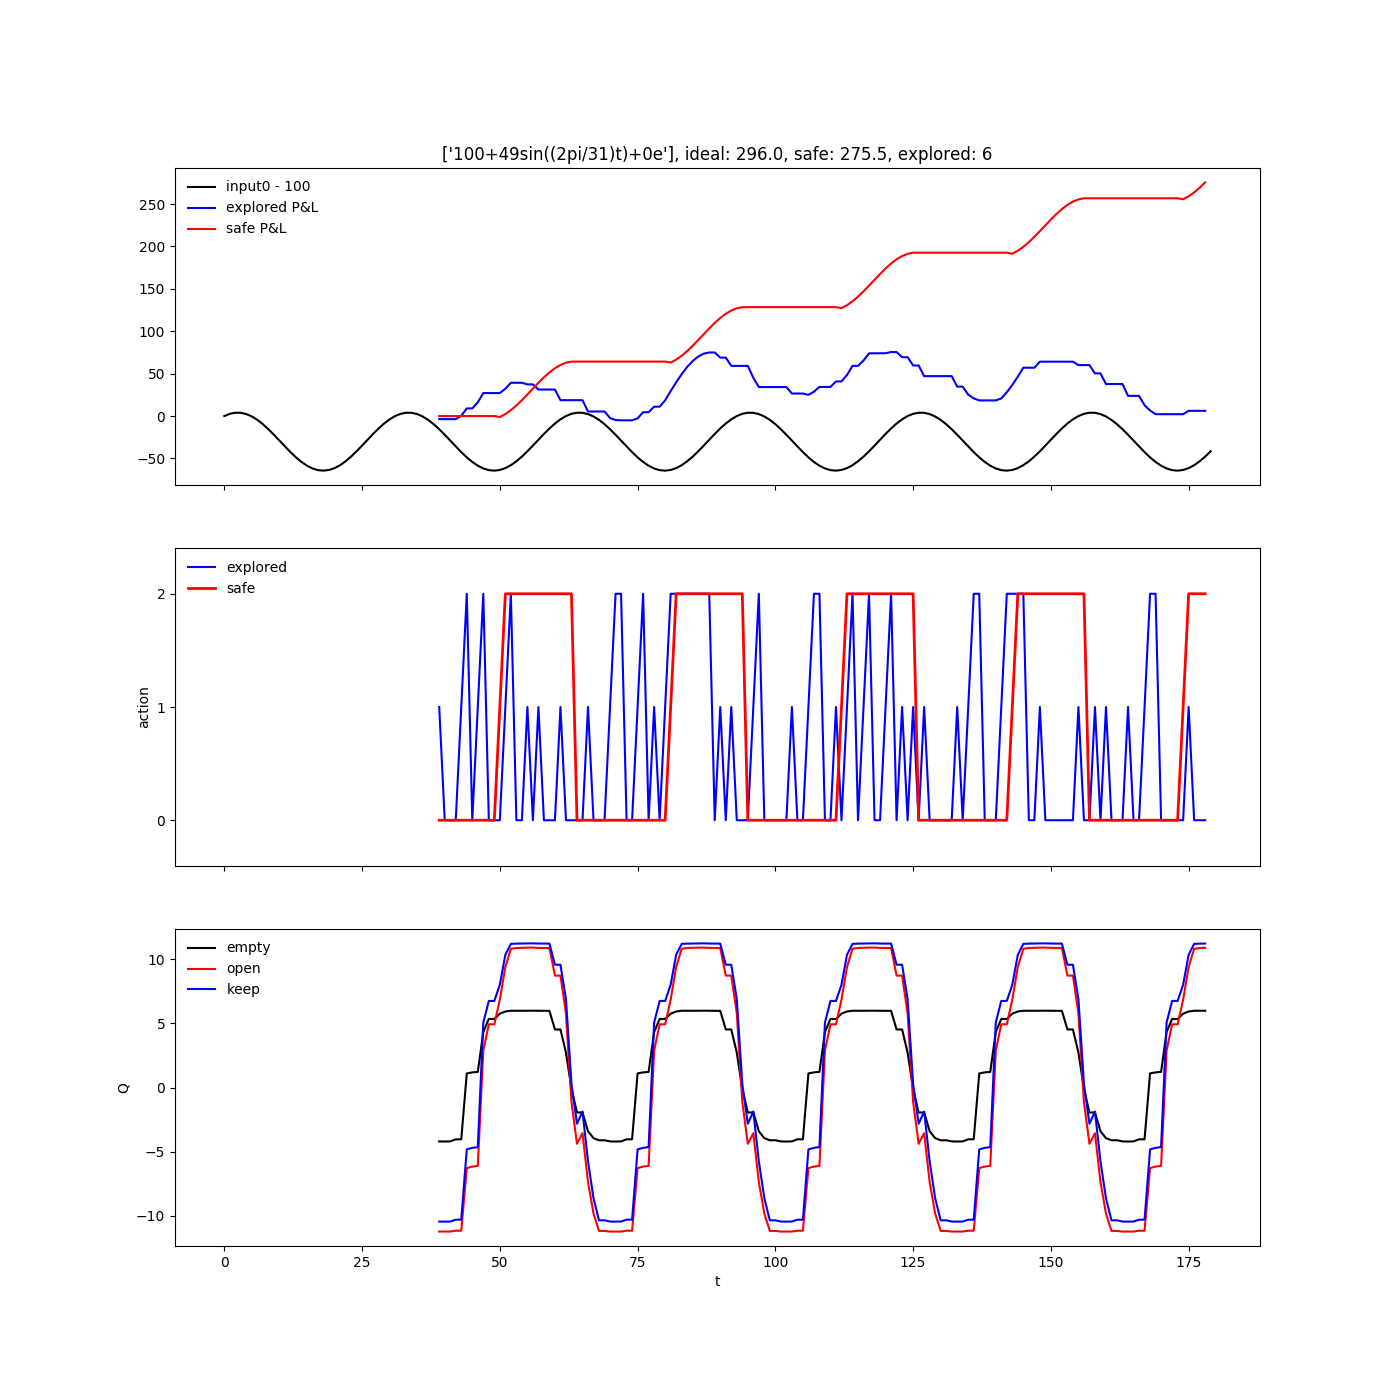 ['100+49sin((2pi/31)t)+0e'], ideal: 296.0, safe: 275.5, explored: 6
input0 - 100
explored P&L
safe P&L
250
200
150
100
50
0
−50
explored
safe
2
1
0
action
empty
open
keep
10
5
0
−5
−10
Q
0 25 50 75 100 125 150 175
t